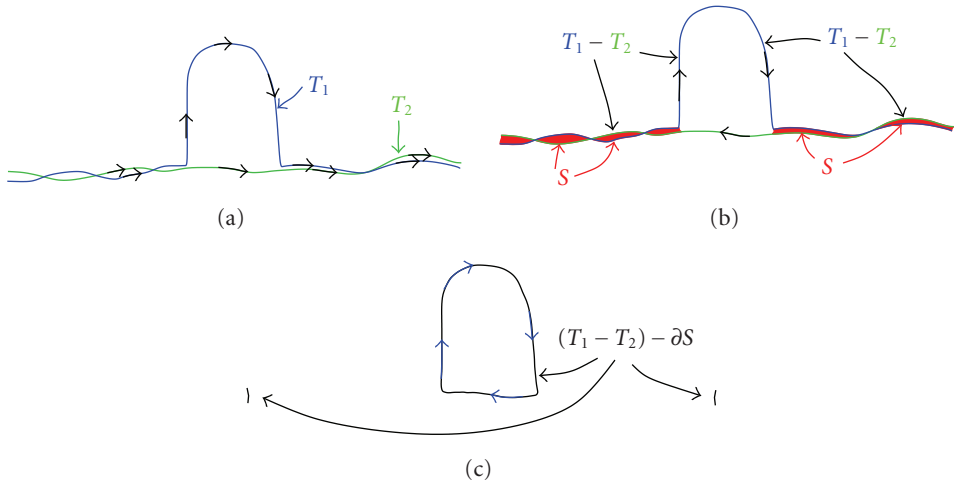 T₁
T₂
(a)
T₁ − T₂
T₁ − T₂
S
S
(b)
(T₁ − T₂) − ∂S
(c)